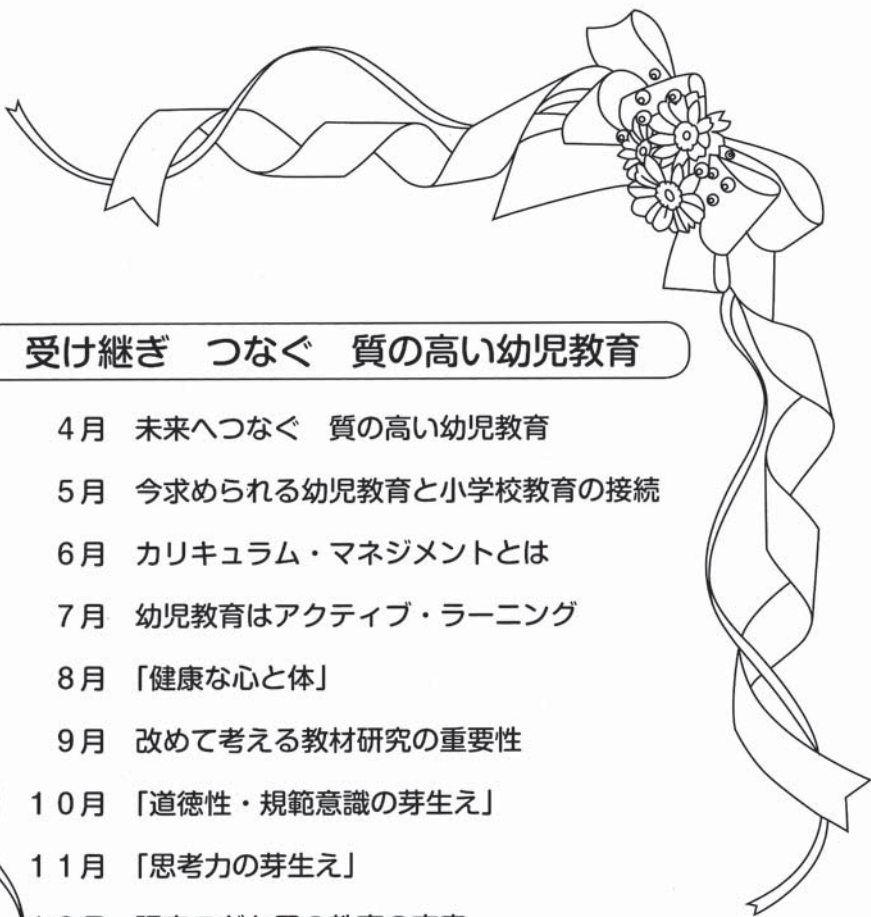 受け継ぎ　つなぐ　質の高い幼児教育
4月　未来へつなぐ　質の高い幼児教育
5月　今求められる幼児教育と小学校教育の接続
6月　カリキュラム・マネジメントとは
7月　幼児教育はアクティブ・ラーニング
8月　「健康な心と体」
9月　改めて考える教材研究の重要性
10月　「道徳性・規範意識の芽生え」
11月　「思考力の芽生え」